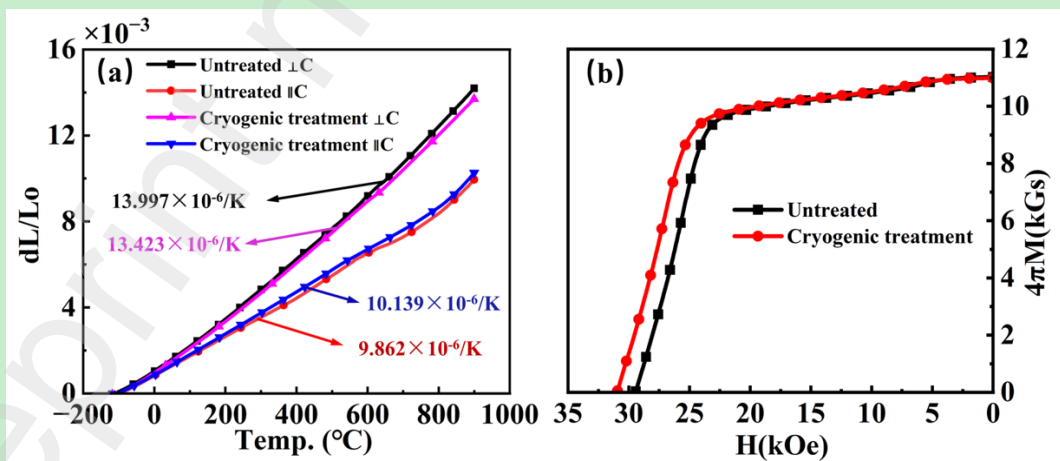 ×10⁻³
16
12
8
4
0
dL/Lo
(a)
Untreated ⊥C
Untreated ∥C
Cryogenic treatment ⊥C
Cryogenic treatment ∥C
13.997×10⁻⁶/K
13.423×10⁻⁶/K
10.139×10⁻⁶/K
9.862×10⁻⁶/K
−200 0 200 400 600 800 1000
Temp. (℃)
(b)
Untreated
Cryogenic treatment
12
10
8
6
4
2
0
4πM(kGs)
35 30 25 20 15 10 5 0
H(kOe)
eprint